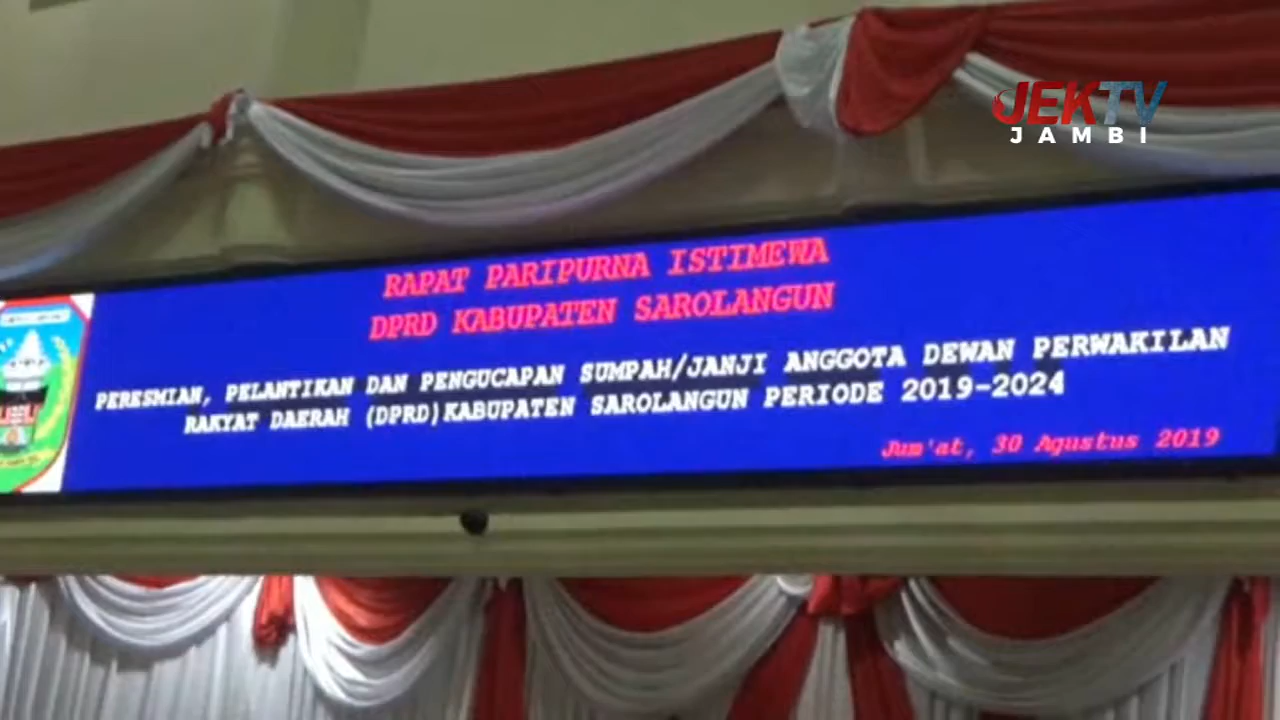 JEKTV
JAMBI
RAPAT PARIPURNA ISTIMEWA
DPRD KABUPATEN SAROLANGUN
PERESMIAN, PELANTIKAN DAN PENGUCAPAN SUMPAH/JANJI ANGGOTA DEWAN PERWAKILAN
RAKYAT DAERAH (DPRD)KABUPATEN SAROLANGUN PERIODE 2019-2024
Jum'at, 30 Agustus 2019